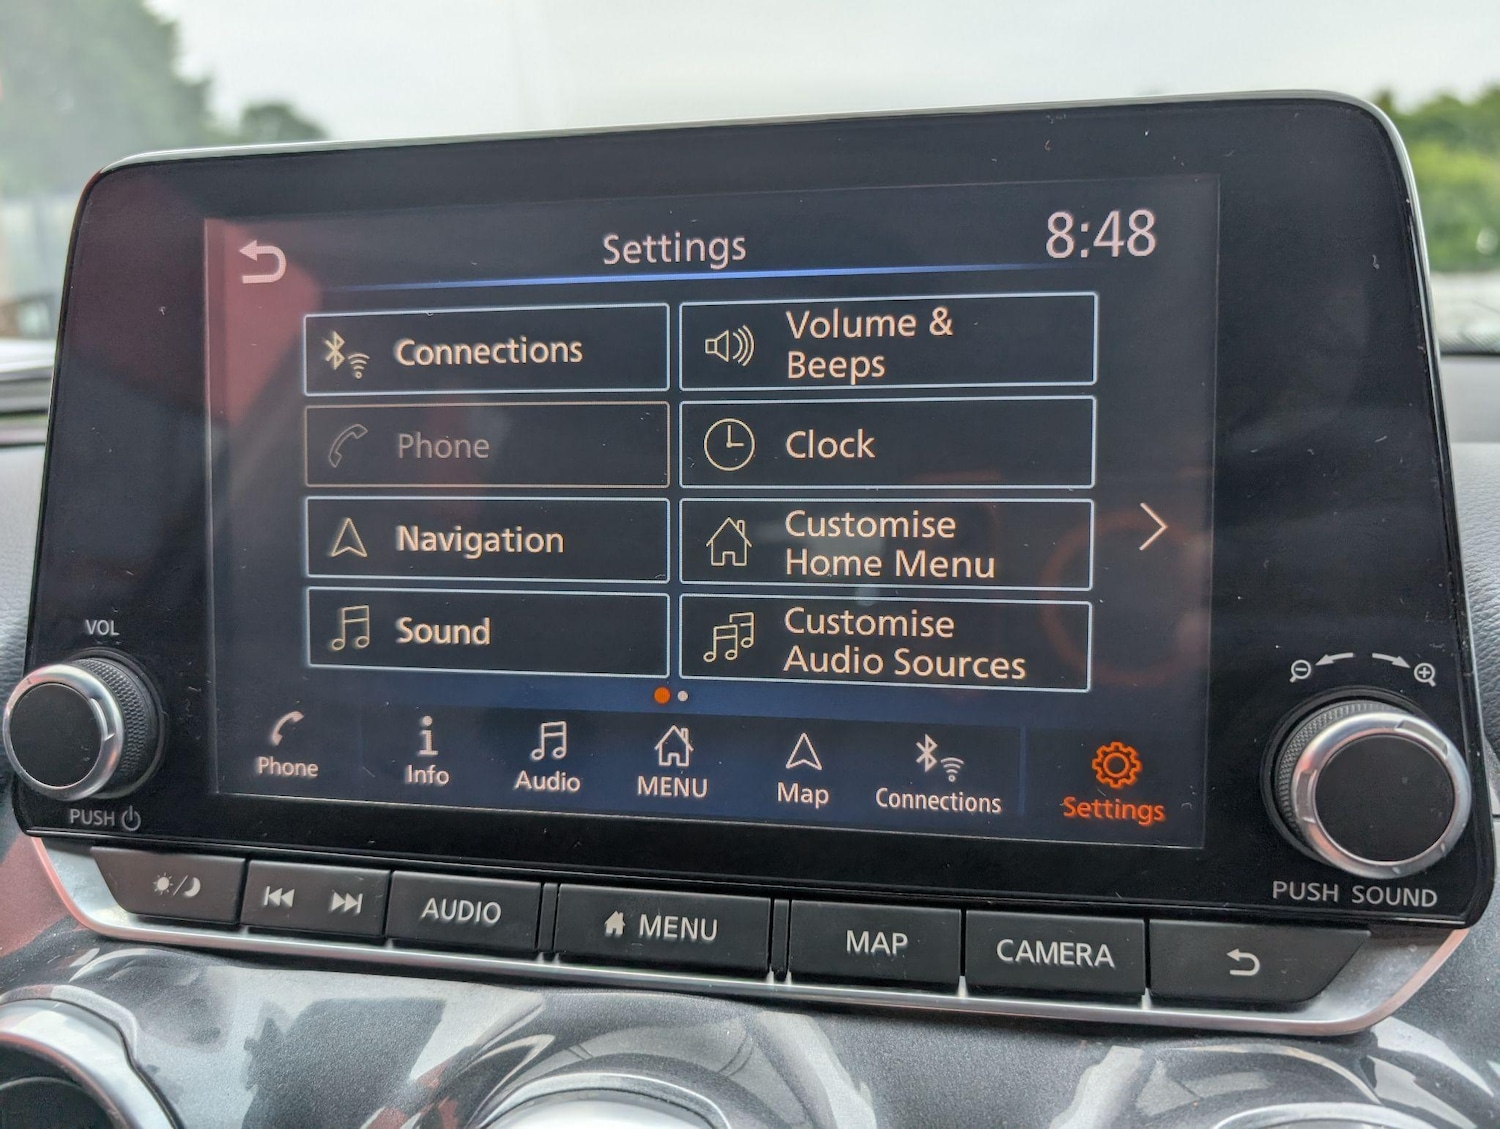 Settings
8:48
Connections
Volume &
Beeps
Phone
Clock
Navigation
Customise
Home Menu
Sound
Customise
Audio Sources
Phone
Info
Audio
MENU
Map
Connections
Settings
VOL
PUSH
PUSH SOUND
AUDIO
MENU
MAP
CAMERA